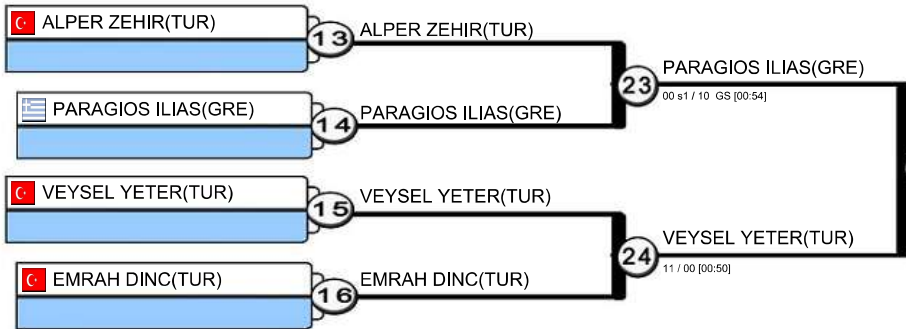 ALPER ZEHIR(TUR)
13
ALPER ZEHIR(TUR)
PARAGIOS ILIAS(GRE)
23
00 s1 / 10 GS [00:54]
PARAGIOS ILIAS(GRE)
14
PARAGIOS ILIAS(GRE)
VEYSEL YETER(TUR)
15
VEYSEL YETER(TUR)
VEYSEL YETER(TUR)
24
11 / 00 [00:50]
EMRAH DINC(TUR)
16
EMRAH DINC(TUR)